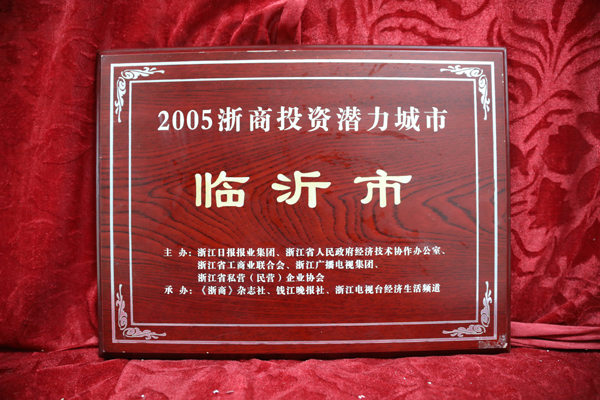 2005浙商投资潜力城市
临沂市
主 办：浙江日报报业集团、浙江省人民政府经济技术协作办公室、
浙江省工商业联合会、浙江广播电视集团、
浙江省私营（民营）企业协会
承 办：《浙商》杂志社、钱江晚报社、浙江电视台经济生活频道